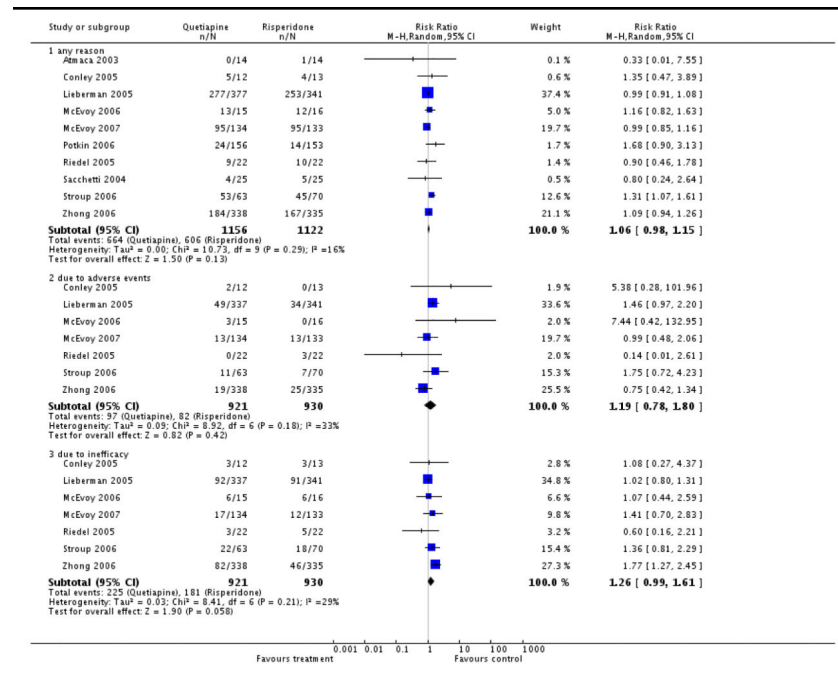 Study or subgroup Quetiapine Risperidone Risk Ratio Weight Risk Ratio
n/N n/N M-H,Random,95% CI M-H,Random,95% CI
1 any reason
Atmaca 2003 0/14 1/14 0.1 % 0.33 [ 0.01, 7.55 ]
Conley 2005 5/12 4/13 0.6 % 1.35 [ 0.47, 3.89 ]
Lieberman 2005 277/377 253/341 37.4 % 0.99 [ 0.91, 1.08 ]
McEvoy 2006 13/15 12/16 5.0 % 1.16 [ 0.82, 1.63 ]
McEvoy 2007 95/134 95/133 19.7 % 0.99 [ 0.85, 1.16 ]
Potkin 2006 24/156 14/153 1.7 % 1.68 [ 0.90, 3.13 ]
Riedel 2005 9/22 10/22 1.4 % 0.90 [ 0.46, 1.78 ]
Sacchetti 2004 4/25 5/25 0.5 % 0.80 [ 0.24, 2.64 ]
Stroup 2006 53/63 45/70 12.6 % 1.31 [ 1.07, 1.61 ]
Zhong 2006 184/338 167/335 21.1 % 1.09 [ 0.94, 1.26 ]
Subtotal (95% CI) 1156 1122 100.0 % 1.06 [ 0.98, 1.15 ]
Total events: 664 (Quetiapine), 606 (Risperidone)
Heterogeneity: Tau² = 0.00; Chi² = 10.73, df = 9 (P = 0.29); I² =16%
Test for overall effect: Z = 1.50 (P = 0.13)
2 due to adverse events
Conley 2005 2/12 0/13 1.9 % 5.38 [ 0.28, 101.96 ]
Lieberman 2005 49/337 34/341 33.6 % 1.46 [ 0.97, 2.20 ]
McEvoy 2006 3/15 0/16 2.0 % 7.44 [ 0.42, 132.95 ]
McEvoy 2007 13/134 13/133 19.7 % 0.99 [ 0.48, 2.06 ]
Riedel 2005 0/22 3/22 2.0 % 0.14 [ 0.01, 2.61 ]
Stroup 2006 11/63 7/70 15.3 % 1.75 [ 0.72, 4.23 ]
Zhong 2006 19/338 25/335 25.5 % 0.75 [ 0.42, 1.34 ]
Subtotal (95% CI) 921 930 100.0 % 1.19 [ 0.78, 1.80 ]
Total events: 97 (Quetiapine), 82 (Risperidone)
Heterogeneity: Tau² = 0.09; Chi² = 8.92, df = 6 (P = 0.18); I² =33%
Test for overall effect: Z = 0.82 (P = 0.42)
3 due to inefficacy
Conley 2005 3/12 3/13 2.8 % 1.08 [ 0.27, 4.37 ]
Lieberman 2005 92/337 91/341 34.8 % 1.02 [ 0.80, 1.31 ]
McEvoy 2006 6/15 6/16 6.6 % 1.07 [ 0.44, 2.59 ]
McEvoy 2007 17/134 12/133 9.8 % 1.41 [ 0.70, 2.83 ]
Riedel 2005 3/22 5/22 3.2 % 0.60 [ 0.16, 2.21 ]
Stroup 2006 22/63 18/70 15.4 % 1.36 [ 0.81, 2.29 ]
Zhong 2006 82/338 46/335 27.3 % 1.77 [ 1.27, 2.45 ]
Subtotal (95% CI) 921 930 100.0 % 1.26 [ 0.99, 1.61 ]
Total events: 225 (Quetiapine), 181 (Risperidone)
Heterogeneity: Tau² = 0.03; Chi² = 8.41, df = 6 (P = 0.21); I² =29%
Test for overall effect: Z = 1.90 (P = 0.058)
0.001 0.01 0.1 1 10 100 1000
Favours treatment Favours control